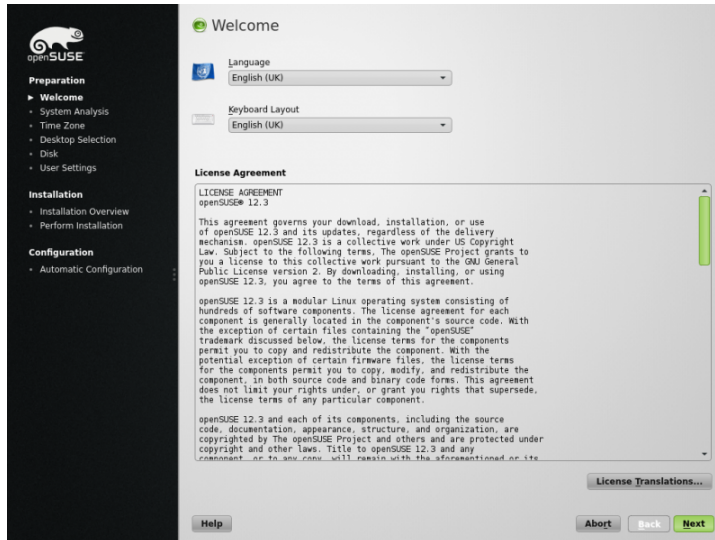 openSUSE
Preparation
Welcome
System Analysis
Time Zone
Desktop Selection
Disk
User Settings
Installation
Installation Overview
Perform Installation
Configuration
Automatic Configuration
Welcome
Language
English (UK)
Keyboard Layout
English (UK)
License Agreement
LICENSE AGREEMENT
openSUSE® 12.3
This agreement governs your download, installation, or use
of openSUSE 12.3 and its updates, regardless of the delivery
mechanism. openSUSE 12.3 is a collective work under US Copyright
Law. Subject to the following terms, The openSUSE Project grants to
you a license to this collective work pursuant to the GNU General
Public License version 2. By downloading, installing, or using
openSUSE 12.3, you agree to the terms of this agreement.
openSUSE 12.3 is a modular Linux operating system consisting of
hundreds of software components. The license agreement for each
component is generally located in the component's source code. With
the exception of certain files containing the "openSUSE"
trademark discussed below, the license terms for the components
permit you to copy and redistribute the component. With the
potential exception of certain firmware files, the license terms
for the components permit you to copy, modify, and redistribute the
component, in both source code and binary code forms. This agreement
does not limit your rights under, or grant you rights that supersede,
the license terms of any particular component.
openSUSE 12.3 and each of its components, including the source
code, documentation, appearance, structure, and organization, are
copyrighted by The openSUSE Project and others and are protected under
copyright and other laws. Title to openSUSE 12.3 and any
component, or to any copy, will remain with the aforementioned or its
License Translations...
Help
Abort
Back
Next